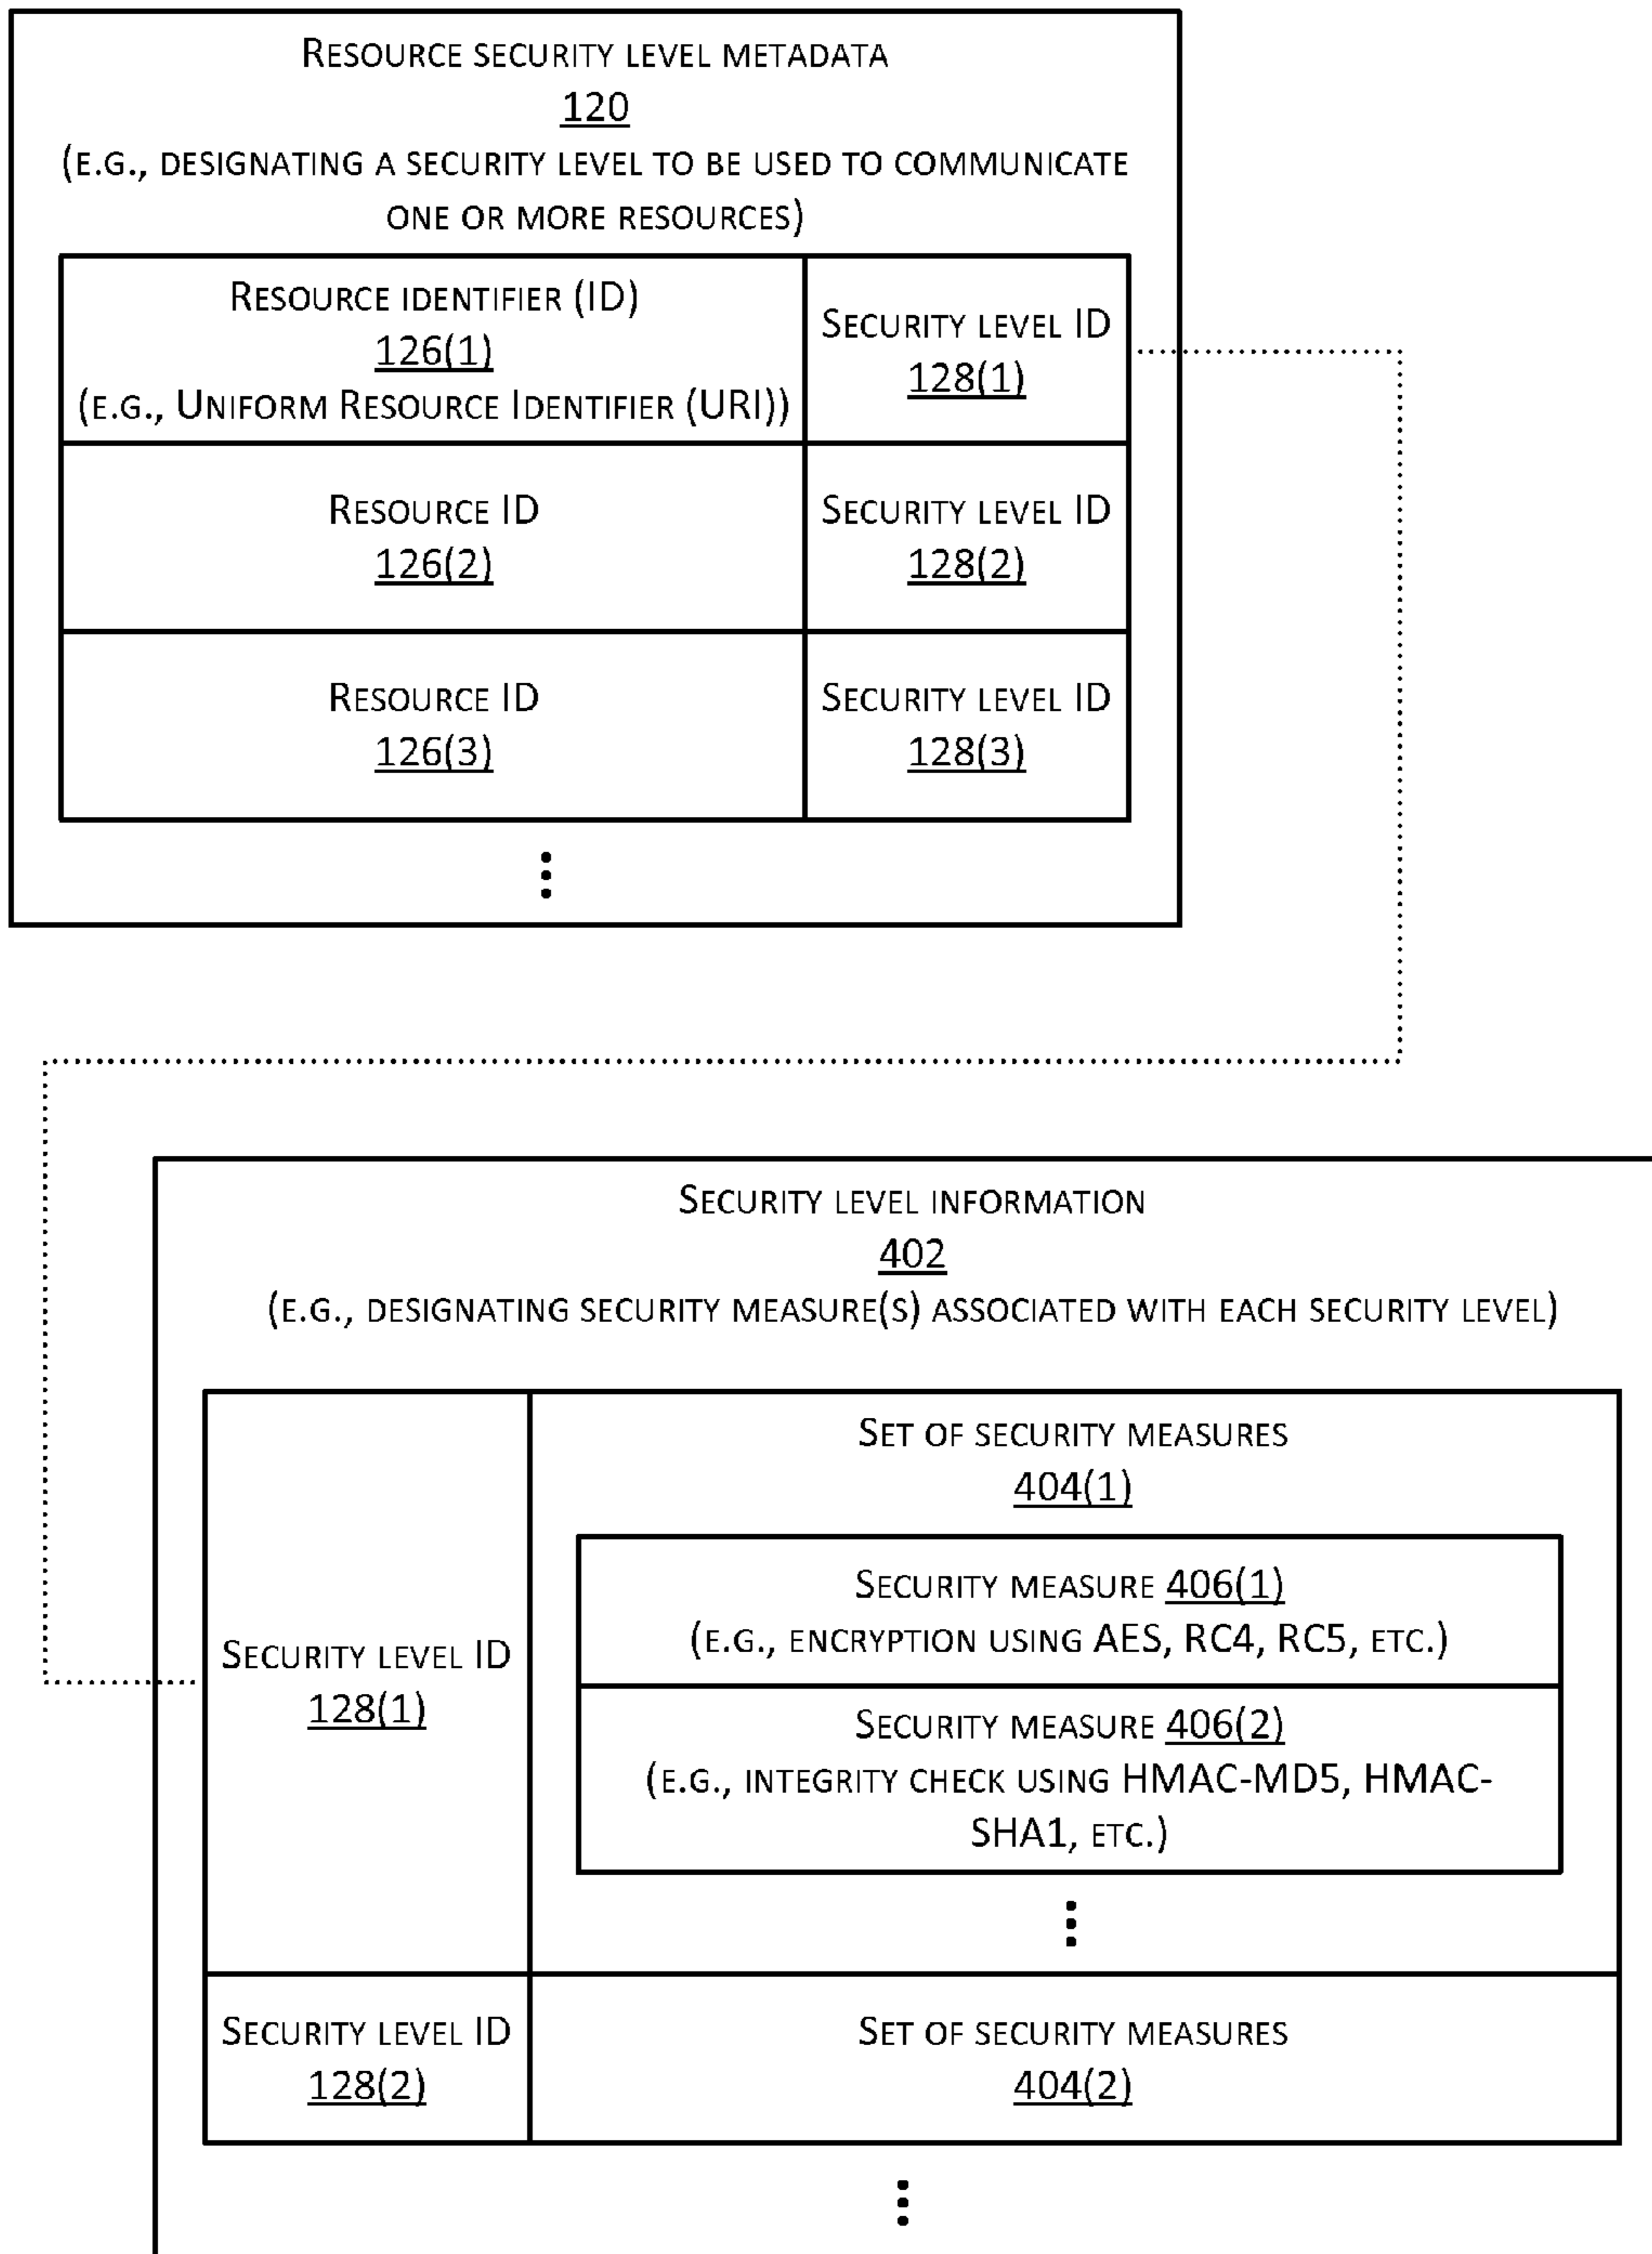 Resource security level metadata
120
(e.g., designating a security level to be used to communicate
one or more resources)
Resource identifier (ID)
126(1)
(e.g., Uniform Resource Identifier (URI))
Security level ID
128(1)
Resource ID
126(2)
Security level ID
128(2)
Resource ID
126(3)
Security level ID
128(3)
Security level information
402
(e.g., designating security measure(s) associated with each security level)
Security level ID
128(1)
Set of security measures
404(1)
Security measure 406(1)
(e.g., encryption using AES, RC4, RC5, etc.)
Security measure 406(2)
(e.g., integrity check using HMAC-MD5, HMAC-
SHA1, etc.)
Security level ID
128(2)
Set of security measures
404(2)